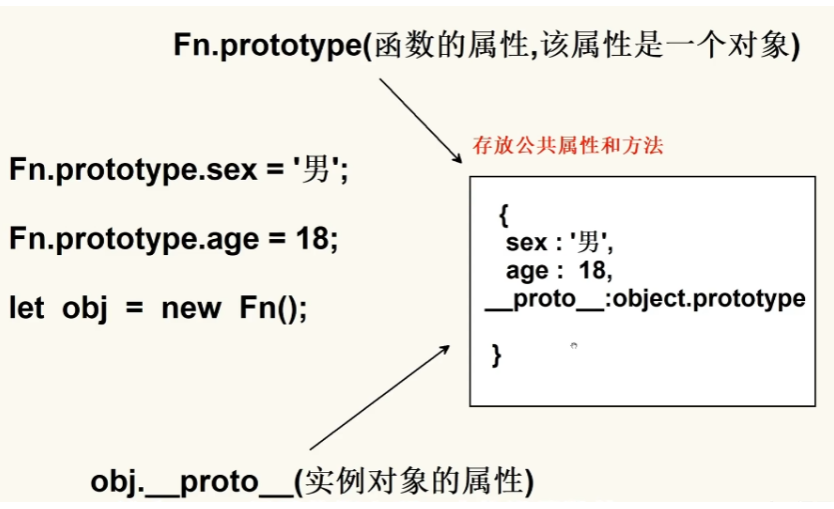 Fn.prototype(函数的属性,该属性是一个对象)
存放公共属性和方法
Fn.prototype.sex = '男';
Fn.prototype.age = 18;
let obj = new Fn();
{
sex : '男',
age : 18,
__proto__:object.prototype
}
obj.__proto__(实例对象的属性)